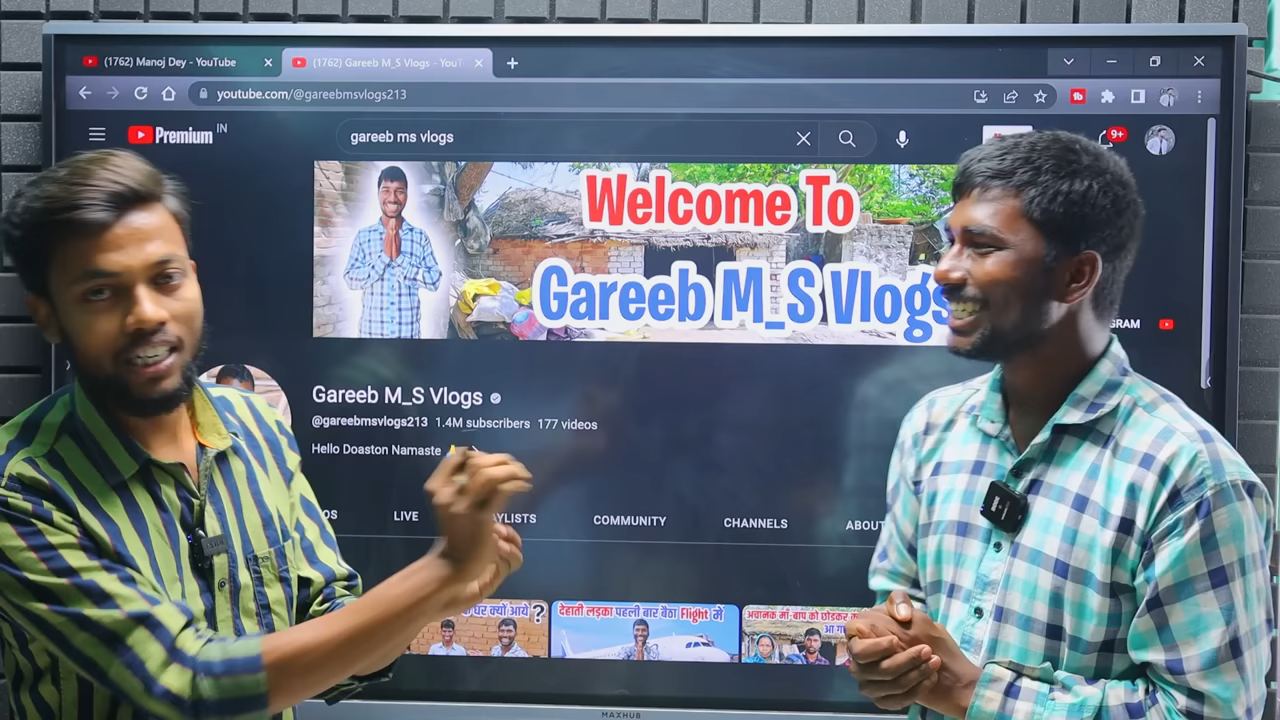 (1762) Manoj Dey - YouTube
(1762) Gareeb M_S Vlogs - YouT
youtube.com/@gareebmsvlogs213
Premium IN
gareeb ms vlogs
9+
Welcome To
Gareeb M_S Vlogs
GRAM
Gareeb M_S Vlogs
@gareebmsvlogs213 1.4M subscribers 177 videos
Hello Doaston Namaste
OS LIVE YLISTS COMMUNITY CHANNELS ABOUT
घर क्यों आये ?
देहाती लड़का पहली बार बैठा Flight में
अचानक माँ-बाप को छोड़कर
MAXHUB